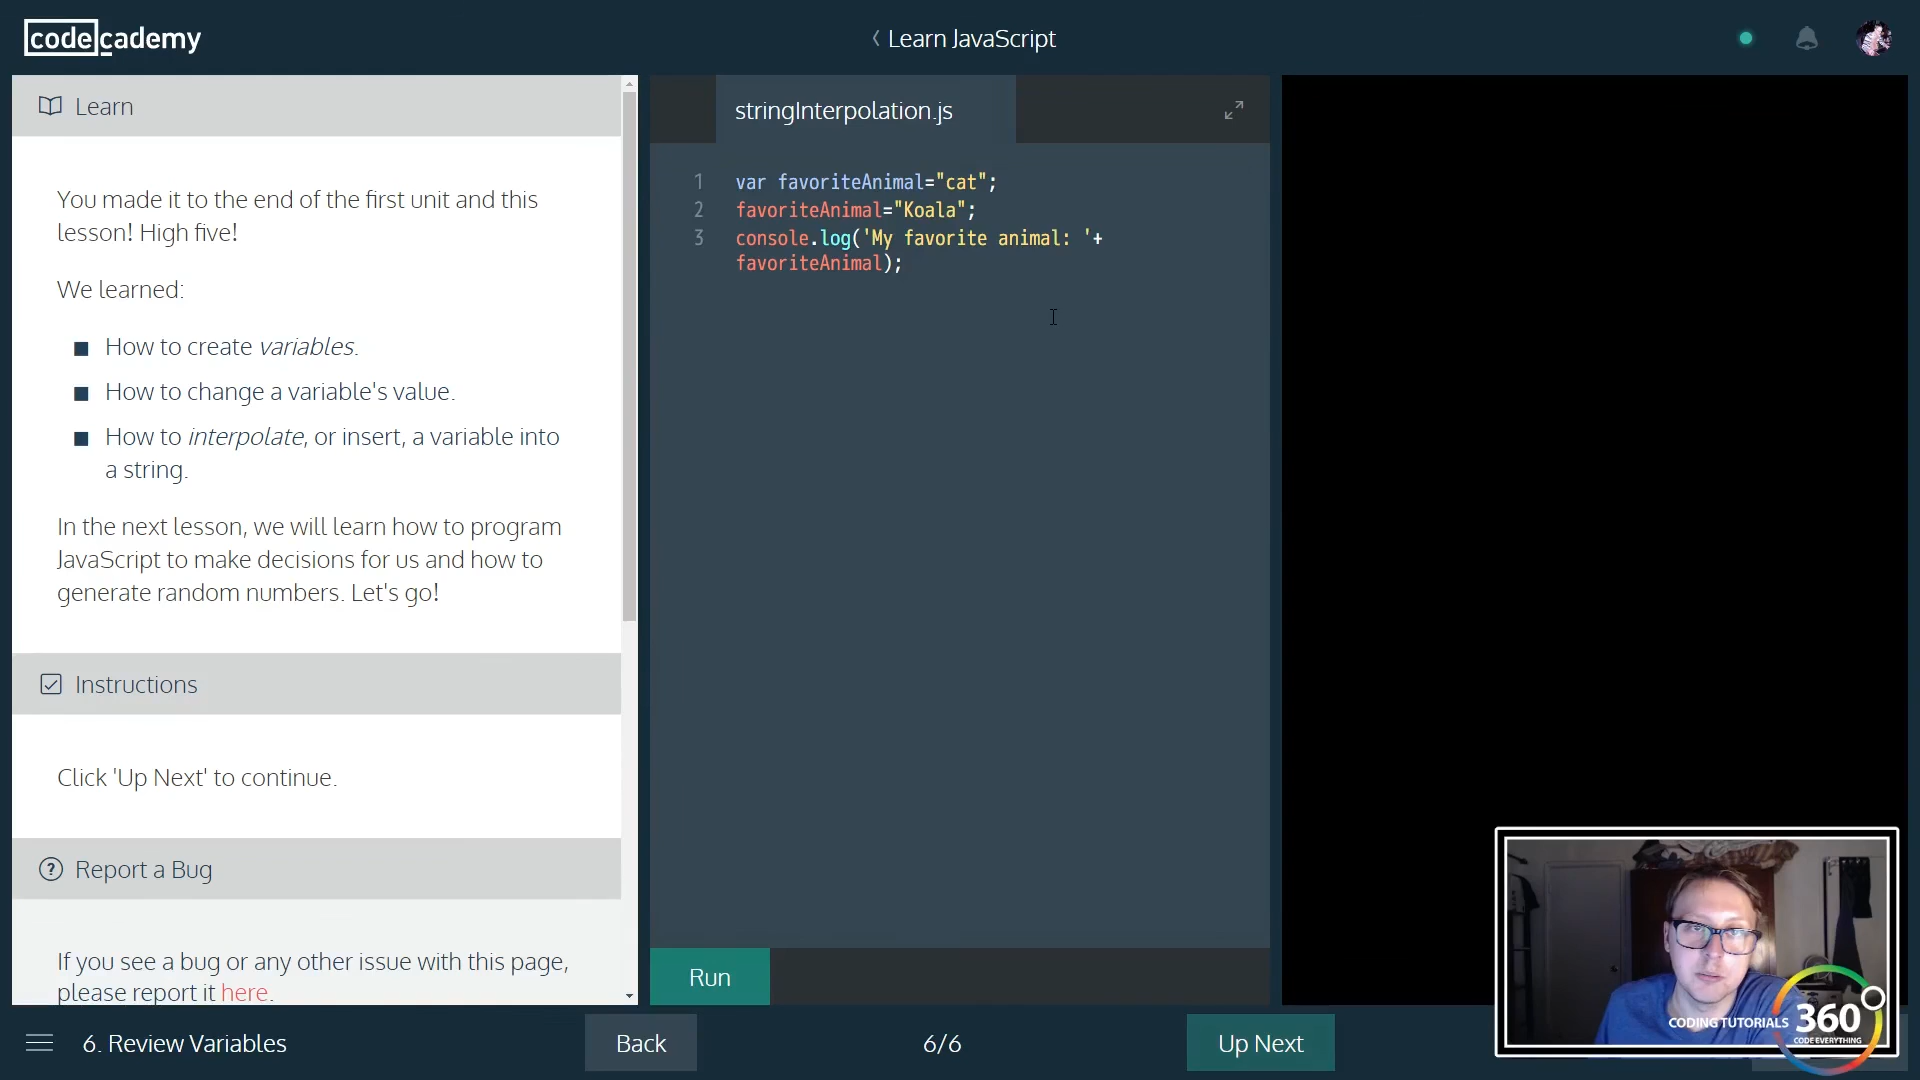 codecademy
Learn JavaScript
Learn
You made it to the end of the first unit and this
lesson! High five!
We learned:
How to create variables.
How to change a variable's value.
How to interpolate, or insert, a variable into
a string.
In the next lesson, we will learn how to program
JavaScript to make decisions for us and how to
generate random numbers. Let's go!
Instructions
Click 'Up Next' to continue.
Report a Bug
If you see a bug or any other issue with this page,
please report it here.
stringInterpolation.js
1 var favoriteAnimal="cat";
2 favoriteAnimal="Koala";
3 console.log('My favorite animal: '+
favoriteAnimal);
Run
6. Review Variables
Back
6/6
Up Next
CODING TUTORIALS 360
CODE EVERYTHING